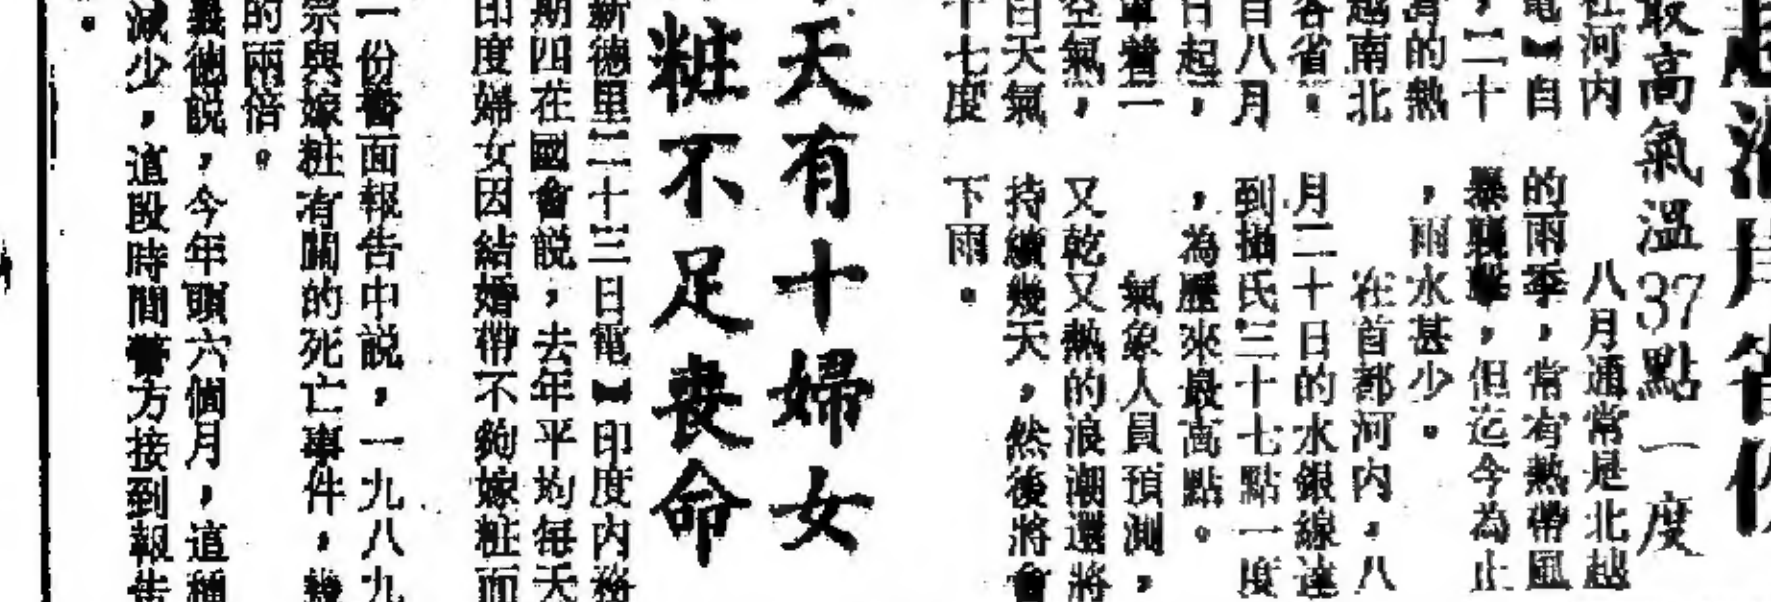 最高氣溫37點一度
社河內
電】自
，二十
高的熱
越南北
各省。
自八月
日起，
罩着一
空氣，
白天氣
十七度
八月通常是北越
的雨季，常有熱帶風
暴襲擊，但迄今為止
，雨水甚少。
在首都河內，八
月二十日的水銀線達
到攝氏三十七點一度
，為歷來最高點。
氣象人員預測，
又乾又熱的浪潮還將
持續幾天，然後將會
下雨。
天有十婦女
粧不足喪命
新德里二十三日電】印度內務
期四在國會説，去年平均每天
印度婦女因結婚帶不夠嫁粧而
一份書面報告中説，一九八九
宗與嫁粧有關的死亡事件，幾
的兩倍。
義德説，今年頭六個月，這種
減少，這段時間警方接到報告
。